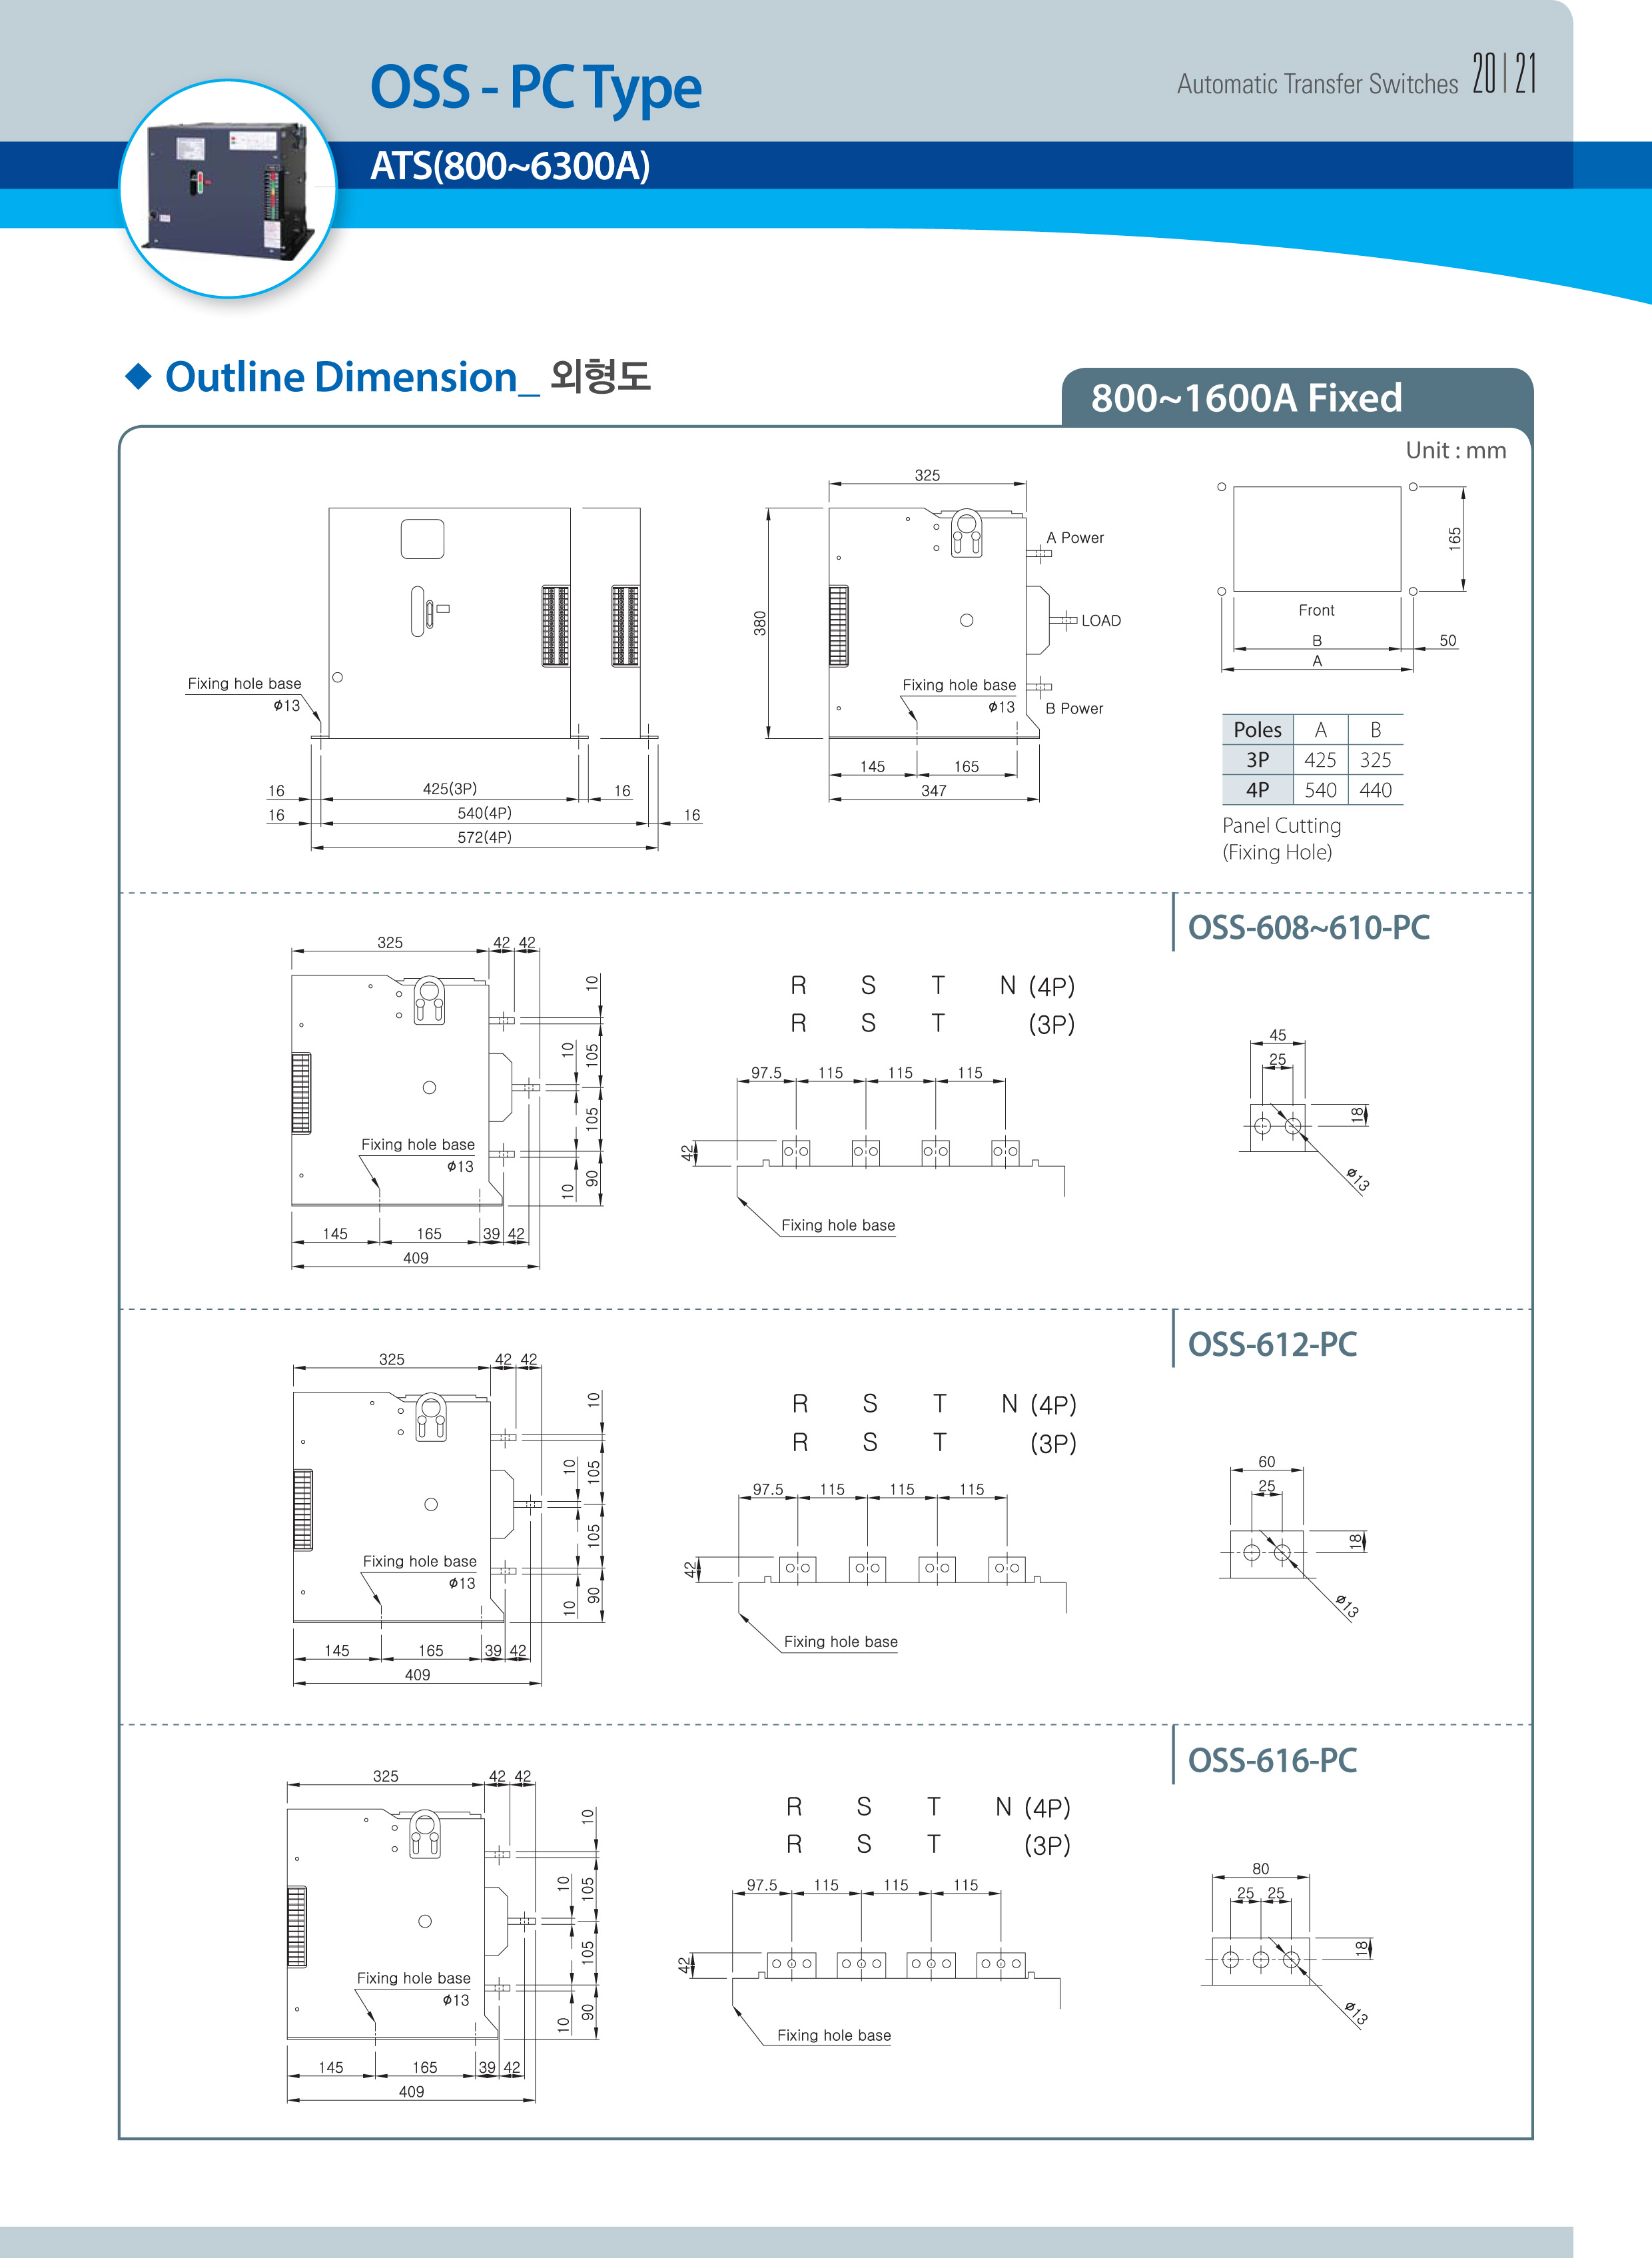 OSS - PC Type
Automatic Transfer Switches 20 | 21
ATS(800~6300A)
◆ Outline Dimension_ 외형도
800~1600A Fixed
Unit : mm
325
A Power
LOAD
B Power
380
Fixing hole base
ø13
145 165
347
Fixing hole base
ø13
16 425(3P) 16
16 540(4P) 16
572(4P)
165
Front
B 50
A
Poles A B
3P 425 325
4P 540 440
Panel Cutting
(Fixing Hole)
OSS-608~610-PC
325 42 42
10
10 105
105
10 90
Fixing hole base
ø13
145 165 39 42
409
R S T N (4P)
R S T (3P)
97.5 115 115 115
42
Fixing hole base
45
25
18
ø13
OSS-612-PC
325 42 42
10
10 105
105
10 90
Fixing hole base
ø13
145 165 39 42
409
R S T N (4P)
R S T (3P)
97.5 115 115 115
42
Fixing hole base
60
25
18
ø13
OSS-616-PC
325 42 42
10
10 105
105
10 90
Fixing hole base
ø13
145 165 39 42
409
R S T N (4P)
R S T (3P)
97.5 115 115 115
42
Fixing hole base
80
25 25
18
ø13